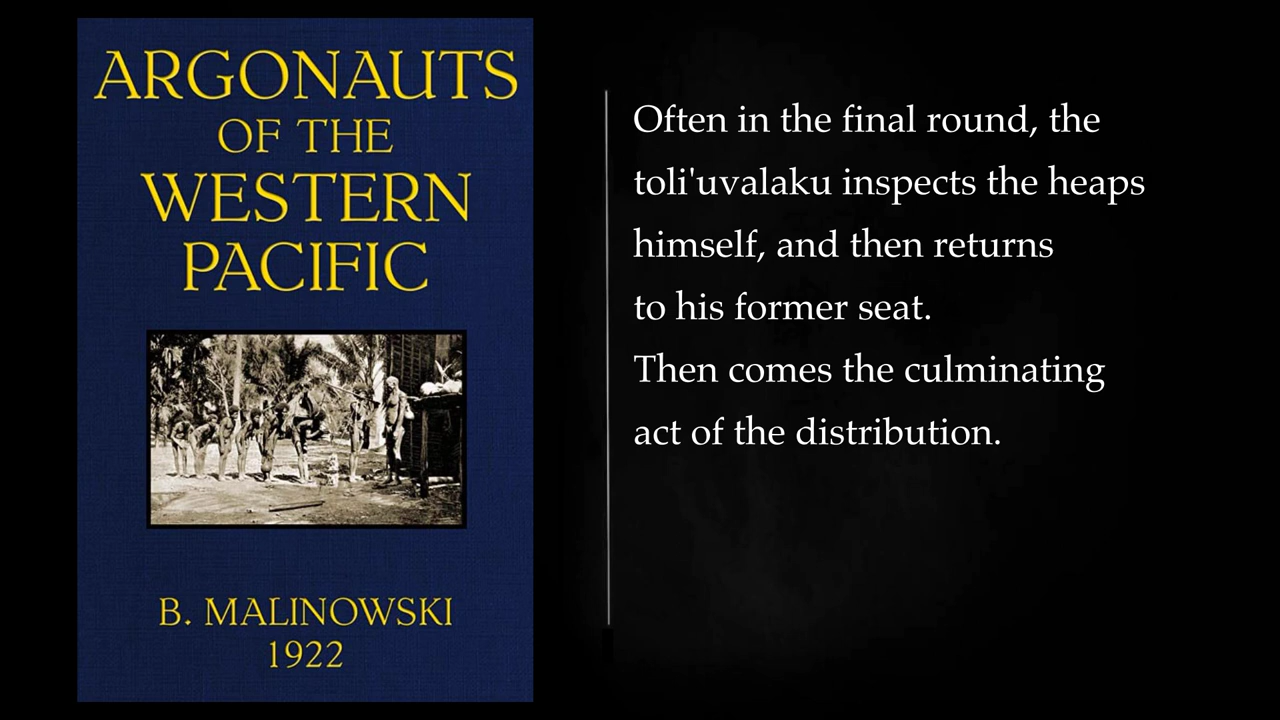 ARGONAUTS
OF THE
WESTERN
PACIFIC
B. MALINOWSKI
1922
Often in the final round, the
toli'uvalaku inspects the heaps
himself, and then returns
to his former seat.
Then comes the culminating
act of the distribution.